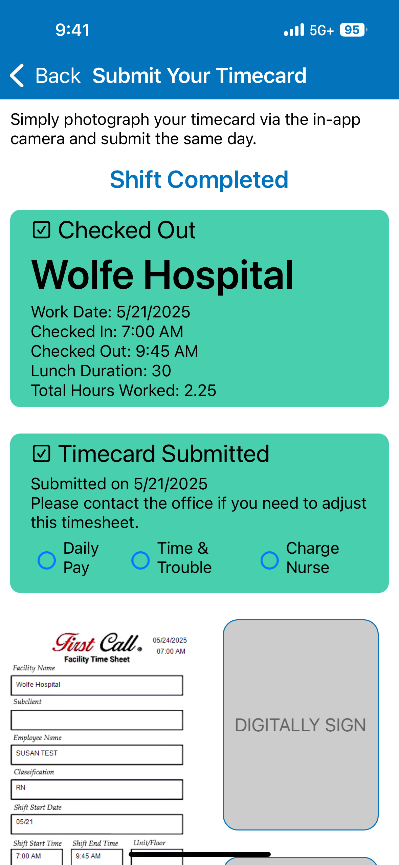 9:41
5G+ 95
Back Submit Your Timecard
Simply photograph your timecard via the in-app
camera and submit the same day.
Shift Completed
Checked Out
Wolfe Hospital
Work Date: 5/21/2025
Checked In: 7:00 AM
Checked Out: 9:45 AM
Lunch Duration: 30
Total Hours Worked: 2.25
Timecard Submitted
Submitted on 5/21/2025
Please contact the office if you need to adjust
this timesheet.
Daily Pay
Time & Trouble
Charge Nurse
First Call.
Facility Time Sheet
05/24/2025
07:00 AM
Facility Name
Wolfe Hospital
Subclient
Employee Name
SUSAN TEST
Classification
RN
Shift Start Date
05/21
Shift Start Time Shift End Time Unit/Floor
7:00 AM 9:45 AM
DIGITALLY SIGN